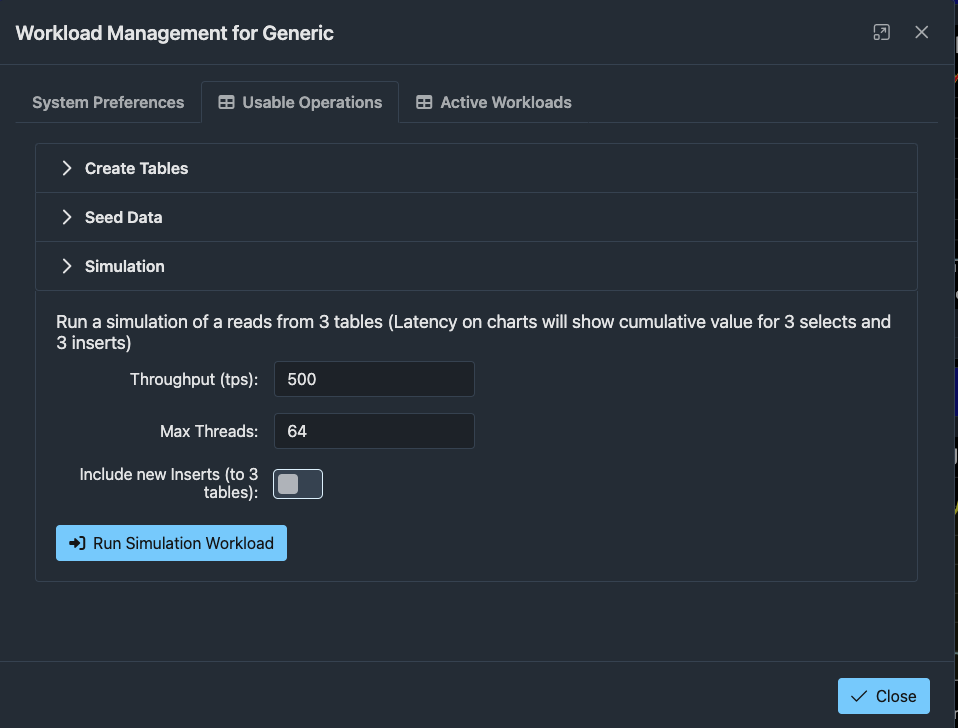 Workload Management for Generic
System Preferences
Usable Operations
Active Workloads
Create Tables
Seed Data
Simulation
Run a simulation of a reads from 3 tables (Latency on charts will show cumulative value for 3 selects and
3 inserts)
Throughput (tps):
500
Max Threads:
64
Include new Inserts (to 3
tables):
Run Simulation Workload
Close